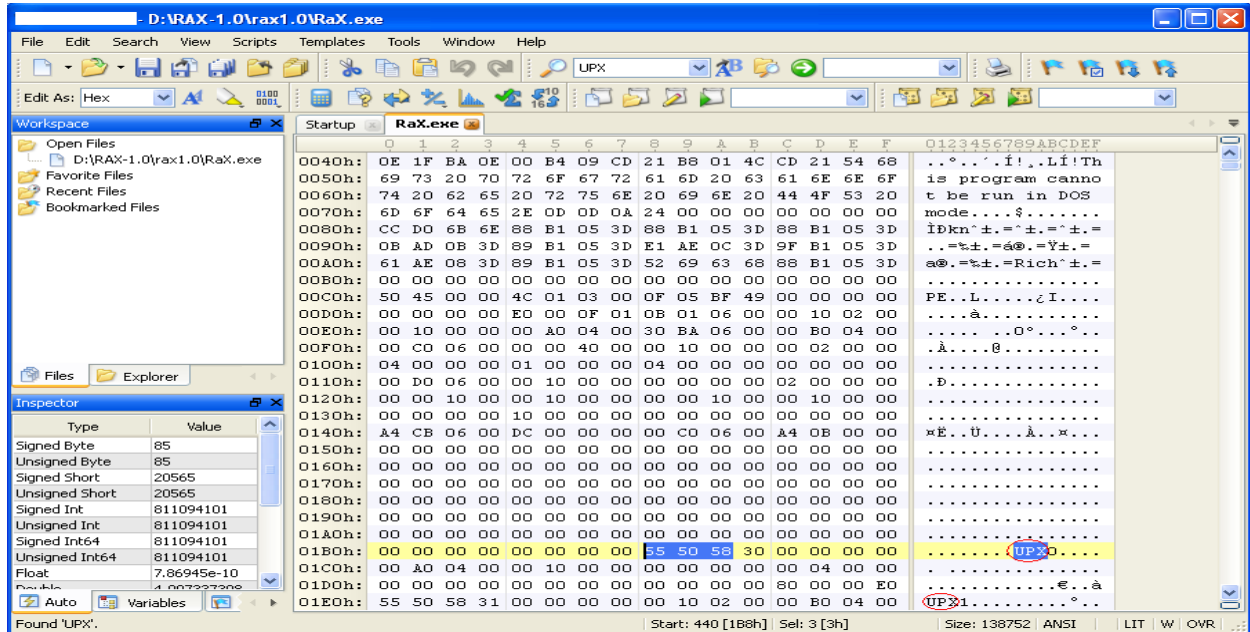 - D:\RAX-1.0\rax1.0\RaX.exe
File Edit Search View Scripts Templates Tools Window Help
UPX
Edit As: Hex
Workspace
Open Files
D:\RAX-1.0\rax1.0\RaX.exe
Favorite Files
Recent Files
Bookmarked Files
Files Explorer
Inspector
Type Value
Signed Byte 85
Unsigned Byte 85
Signed Short 20565
Unsigned Short 20565
Signed Int 811094101
Unsigned Int 811094101
Signed Int64 811094101
Unsigned Int64 811094101
Float 7.86945e-10
Auto Variables
Startup RaX.exe
0 1 2 3 4 5 6 7 8 9 A B C D E F 0123456789ABCDEF
0040h: 0E 1F BA 0E 00 B4 09 CD 21 B8 01 4C CD 21 54 68 ..º..´.Í!¸.LÍ!Th
0050h: 69 73 20 70 72 6F 67 72 61 6D 20 63 61 6E 6E 6F is program canno
0060h: 74 20 62 65 20 72 75 6E 20 69 6E 20 44 4F 53 20 t be run in DOS
0070h: 6D 6F 64 65 2E 0D 0D 0A 24 00 00 00 00 00 00 00 mode....$.......
0080h: CC D0 6B 6E 88 B1 05 3D 88 B1 05 3D 88 B1 05 3D ÌÐknˆ±.=ˆ±.=ˆ±.=
0090h: 0B AD 0B 3D 89 B1 05 3D E1 AE 0C 3D 9F B1 05 3D ..=‰±.=á®.=Ÿ±.=
00A0h: 61 AE 08 3D 89 B1 05 3D 52 69 63 68 88 B1 05 3D a®.=‰±.=Richˆ±.=
00B0h: 00 00 00 00 00 00 00 00 00 00 00 00 00 00 00 00 ................
00C0h: 50 45 00 00 4C 01 03 00 0F 05 BF 49 00 00 00 00 PE..L.....¿I....
00D0h: 00 00 00 00 E0 00 0F 01 0B 01 06 00 00 10 02 00 ....à...........
00E0h: 00 10 00 00 00 A0 04 00 30 BA 06 00 00 B0 04 00 ..... ..0º...°..
00F0h: 00 C0 06 00 00 00 40 00 00 10 00 00 00 02 00 00 .À....@.........
0100h: 04 00 00 00 01 00 00 00 04 00 00 00 00 00 00 00 ................
0110h: 00 D0 06 00 00 10 00 00 00 00 00 00 02 00 00 00 .Ð..............
0120h: 00 00 10 00 00 10 00 00 00 00 10 00 00 10 00 00 ................
0130h: 00 00 00 00 10 00 00 00 00 00 00 00 00 00 00 00 ................
0140h: A4 CB 06 00 DC 00 00 00 00 C0 06 00 A4 0B 00 00 ¤Ë..Ü....À..¤...
0150h: 00 00 00 00 00 00 00 00 00 00 00 00 00 00 00 00 ................
0160h: 00 00 00 00 00 00 00 00 00 00 00 00 00 00 00 00 ................
0170h: 00 00 00 00 00 00 00 00 00 00 00 00 00 00 00 00 ................
0180h: 00 00 00 00 00 00 00 00 00 00 00 00 00 00 00 00 ................
0190h: 00 00 00 00 00 00 00 00 00 00 00 00 00 00 00 00 ................
01A0h: 00 00 00 00 00 00 00 00 00 00 00 00 00 00 00 00 ................
01B0h: 00 00 00 00 00 00 00 00 55 50 58 30 00 00 00 00 ........UPX0....
01C0h: 00 A0 04 00 00 10 00 00 00 00 00 00 00 04 00 00 . ..............
01D0h: 00 00 00 00 00 00 00 00 00 00 00 00 80 00 00 E0 ............€..à
01E0h: 55 50 58 31 00 00 00 00 00 10 02 00 00 B0 04 00 UPX1.........°..
Found 'UPX'. Start: 440 [1B8h] Sel: 3 [3h] Size: 138752 ANSI LIT W OVR